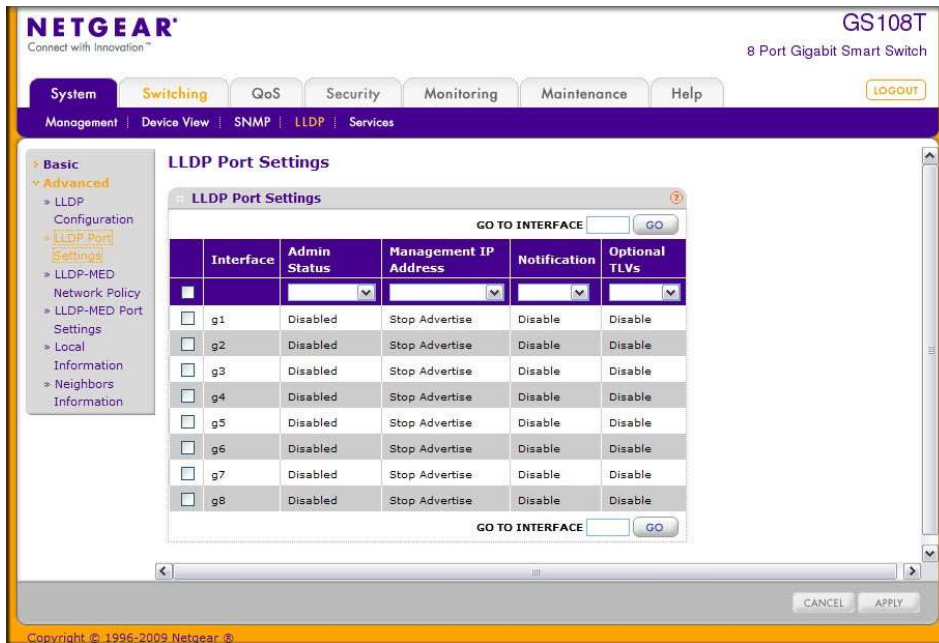 NETGEAR®
Connect with Innovation™
GS108T
8 Port Gigabit Smart Switch
System Switching QoS Security Monitoring Maintenance Help LOGOUT
Management Device View SNMP LLDP Services
Basic
Advanced
» LLDP
Configuration
» LLDP Port
Settings
» LLDP-MED
Network Policy
» LLDP-MED Port
Settings
» Local
Information
» Neighbors
Information
LLDP Port Settings
LLDP Port Settings ?
GO TO INTERFACE GO
Interface Admin Status Management IP Address Notification Optional TLVs
g1 Disabled Stop Advertise Disable Disable
g2 Disabled Stop Advertise Disable Disable
g3 Disabled Stop Advertise Disable Disable
g4 Disabled Stop Advertise Disable Disable
g5 Disabled Stop Advertise Disable Disable
g6 Disabled Stop Advertise Disable Disable
g7 Disabled Stop Advertise Disable Disable
g8 Disabled Stop Advertise Disable Disable
GO TO INTERFACE GO
CANCEL APPLY
Copyright © 1996-2009 Netgear ®